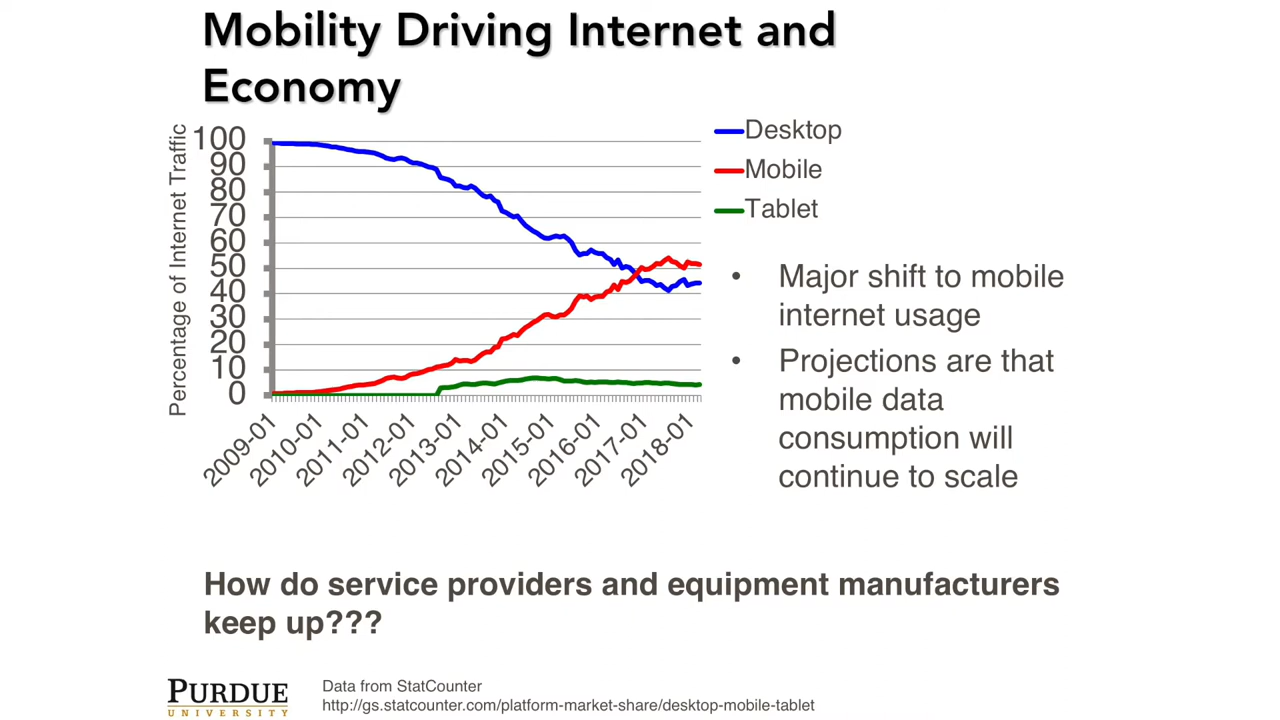 Mobility Driving Internet and
Economy
Percentage of Internet Traffic
100
90
80
70
60
50
40
30
20
10
0
2009-01
2010-01
2011-01
2012-01
2013-01
2014-01
2015-01
2016-01
2017-01
2018-01
Desktop
Mobile
Tablet
• Major shift to mobile
internet usage
• Projections are that
mobile data
consumption will
continue to scale
How do service providers and equipment manufacturers
keep up???
PURDUE
UNIVERSITY
Data from StatCounter
http://gs.statcounter.com/platform-market-share/desktop-mobile-tablet